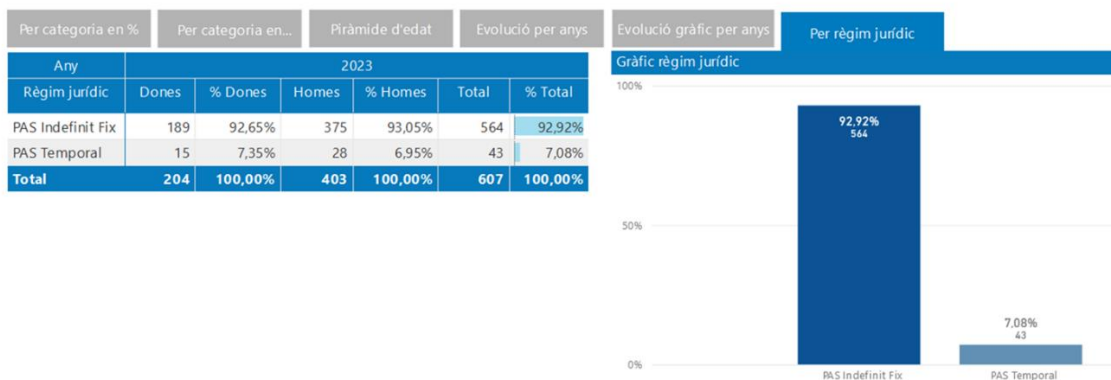 Per categoria en %
Per categoria en...
Piràmide d'edat
Evolució per anys
Evolució gràfic per anys
Per règim jurídic
Any 2023
Règim jurídic Dones % Dones Homes % Homes Total % Total
PAS Indefinit Fix 189 92,65% 375 93,05% 564 92,92%
PAS Temporal 15 7,35% 28 6,95% 43 7,08%
Total 204 100,00% 403 100,00% 607 100,00%
Gràfic règim jurídic
100%
92,92%
564
50%
7,08%
43
0%
PAS Indefinit Fix PAS Temporal